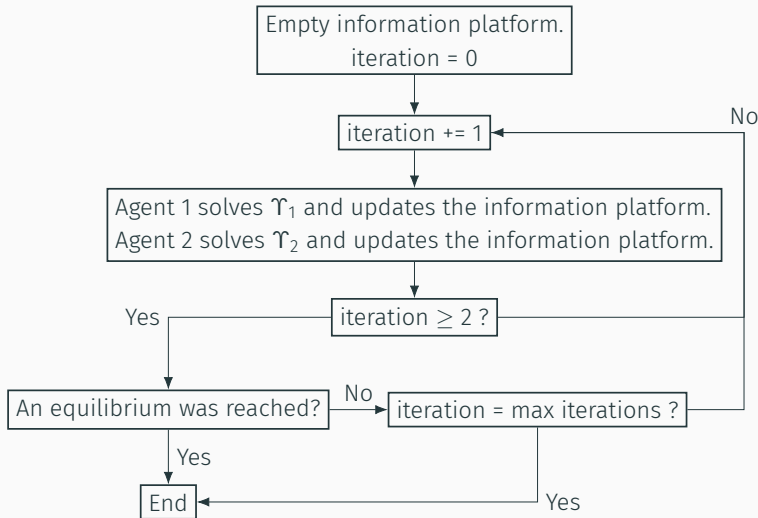 Empty information platform.
iteration = 0
No
iteration += 1
Agent 1 solves ϒ₁ and updates the information platform.
Agent 2 solves ϒ₂ and updates the information platform.
Yes
iteration ≥ 2 ?
An equilibrium was reached?
No
iteration = max iterations ?
Yes
End
Yes